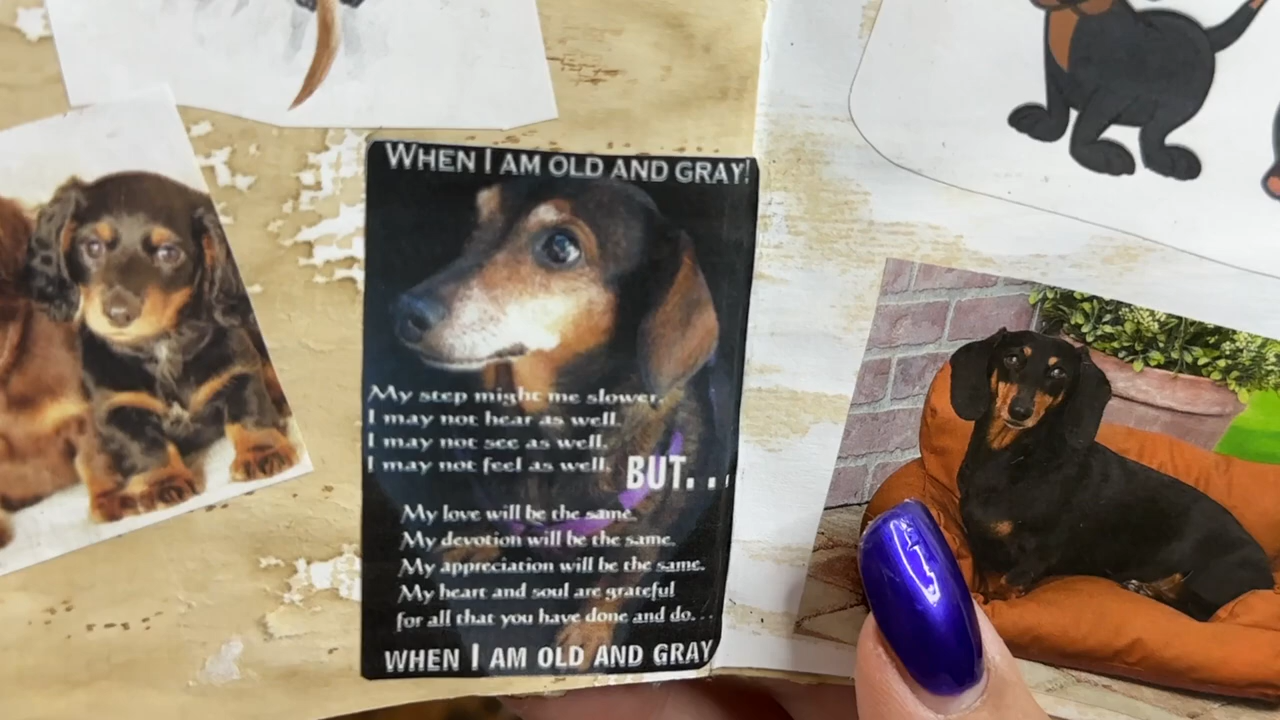 WHEN I AM OLD AND GRAY!
My step might me slower.
I may not hear as well.
I may not see as well.
I may not feel as well.
BUT...
My love will be the same.
My devotion will be the same.
My appreciation will be the same.
My heart and soul are grateful
for all that you have done and do...
WHEN I AM OLD AND GRAY